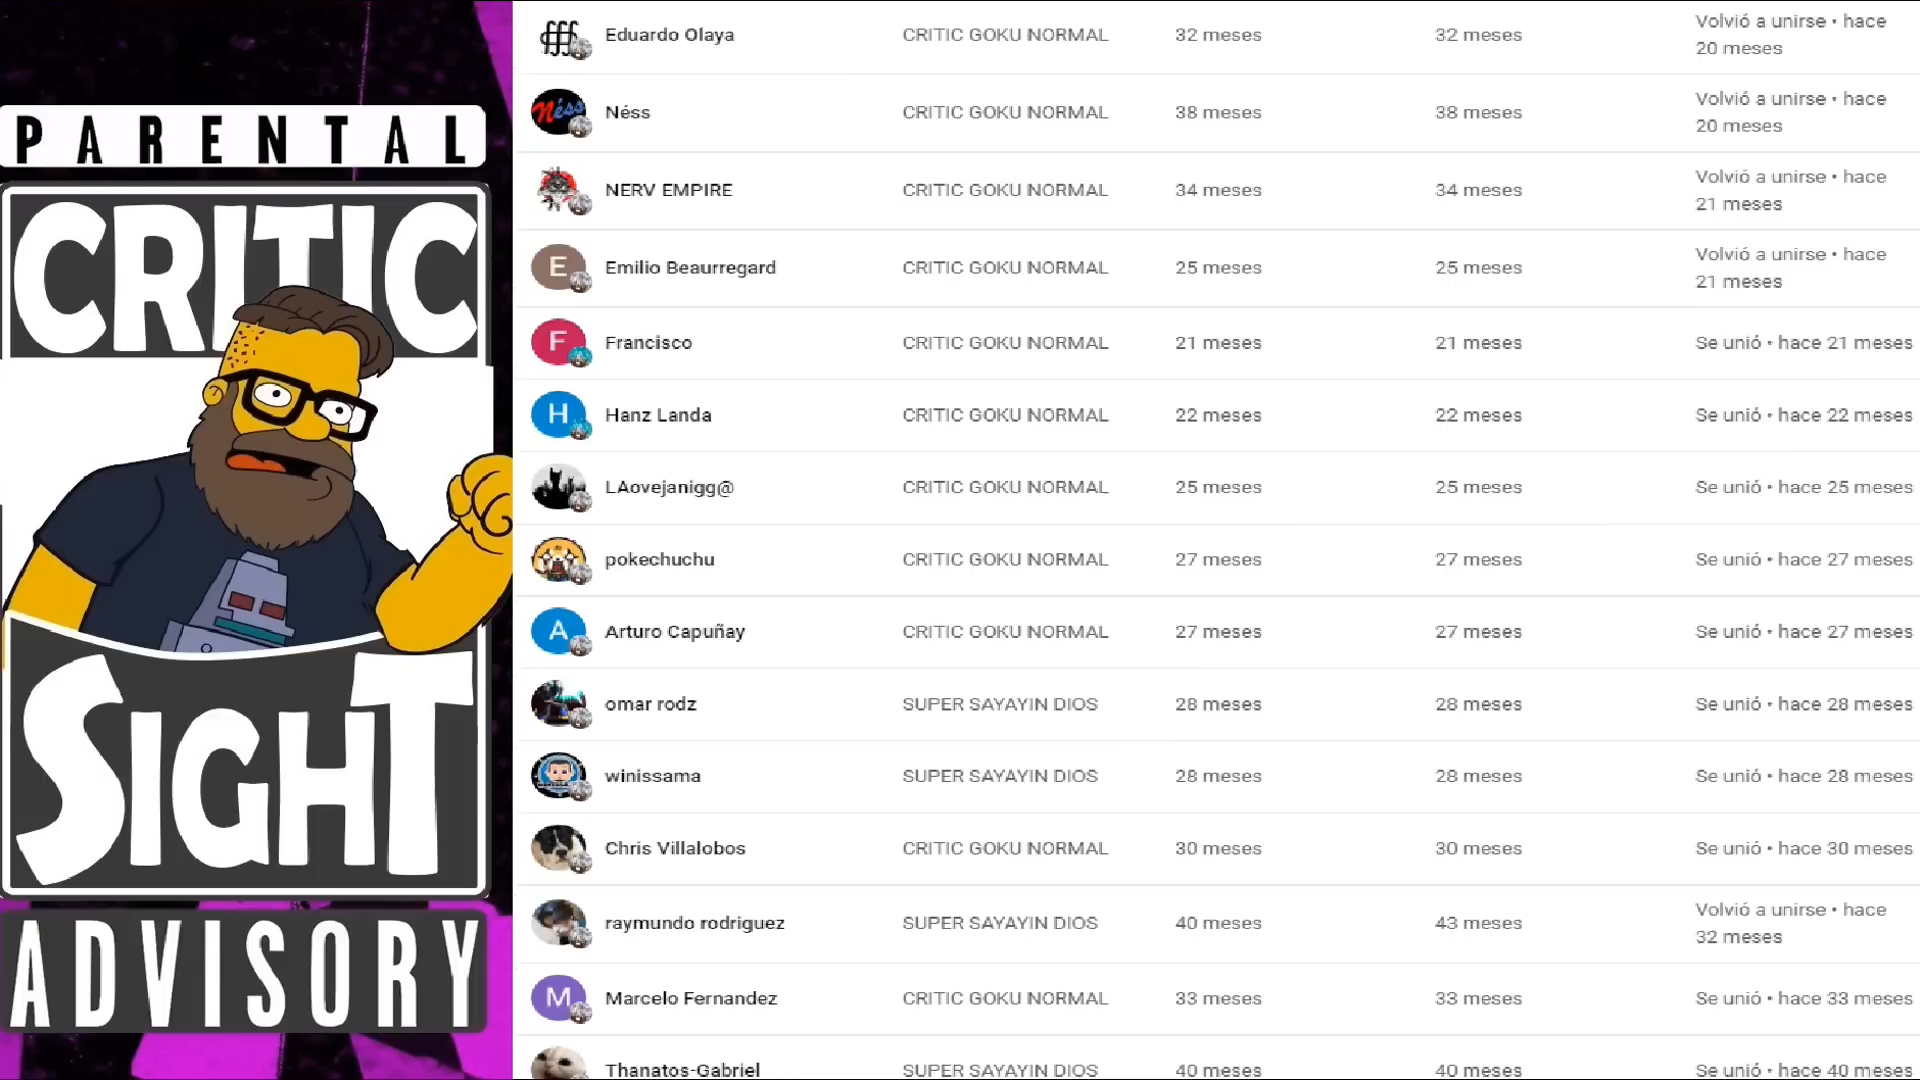 PARENTAL
CRITIC
SIGHT
ADVISORY
Eduardo Olaya CRITIC GOKU NORMAL 32 meses 32 meses Volvió a unirse • hace
20 meses
Néss
Néss CRITIC GOKU NORMAL 38 meses 38 meses Volvió a unirse • hace
20 meses
NERV EMPIRE CRITIC GOKU NORMAL 34 meses 34 meses Volvió a unirse • hace
21 meses
E Emilio Beaurregard CRITIC GOKU NORMAL 25 meses 25 meses Volvió a unirse • hace
21 meses
F Francisco CRITIC GOKU NORMAL 21 meses 21 meses Se unió • hace 21 meses
H Hanz Landa CRITIC GOKU NORMAL 22 meses 22 meses Se unió • hace 22 meses
LAovejanigg@ CRITIC GOKU NORMAL 25 meses 25 meses Se unió • hace 25 meses
pokechuchu CRITIC GOKU NORMAL 27 meses 27 meses Se unió • hace 27 meses
A Arturo Capuñay CRITIC GOKU NORMAL 27 meses 27 meses Se unió • hace 27 meses
omar rodz SUPER SAYAYIN DIOS 28 meses 28 meses Se unió • hace 28 meses
winissama SUPER SAYAYIN DIOS 28 meses 28 meses Se unió • hace 28 meses
Chris Villalobos CRITIC GOKU NORMAL 30 meses 30 meses Se unió • hace 30 meses
raymundo rodriguez SUPER SAYAYIN DIOS 40 meses 43 meses Volvió a unirse • hace
32 meses
M Marcelo Fernandez CRITIC GOKU NORMAL 33 meses 33 meses Se unió • hace 33 meses
Thanatos-Gabriel SUPER SAYAYIN DIOS 40 meses 40 meses Se unió • hace 40 meses